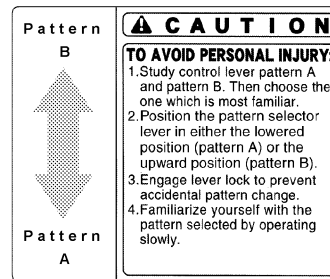 Pattern
B
Pattern
A
CAUTION
TO AVOID PERSONAL INJURY:
1.Study control lever pattern A
and pattern B. Then choose the
one which is most familiar.
2.Position the pattern selector
lever in either the lowered
position (pattern A) or the
upward position (pattern B).
3.Engage lever lock to prevent
accidental pattern change.
4.Familiarize yourself with the
pattern selected by operating
slowly.